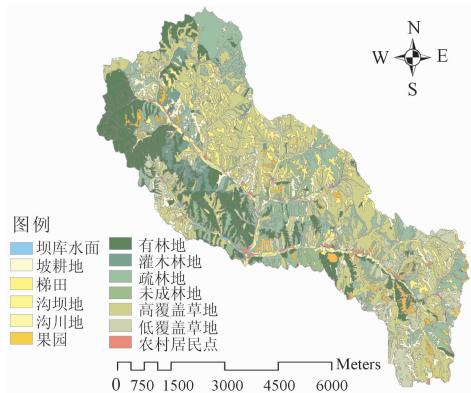 N
W E
S
图例
坝库水面
坡耕地
梯田
沟坝地
沟川地
果园
有林地
灌木林地
疏林地
未成林地
高覆盖草地
低覆盖草地
农村居民点
Meters
0 750 1500 3000 4500 6000